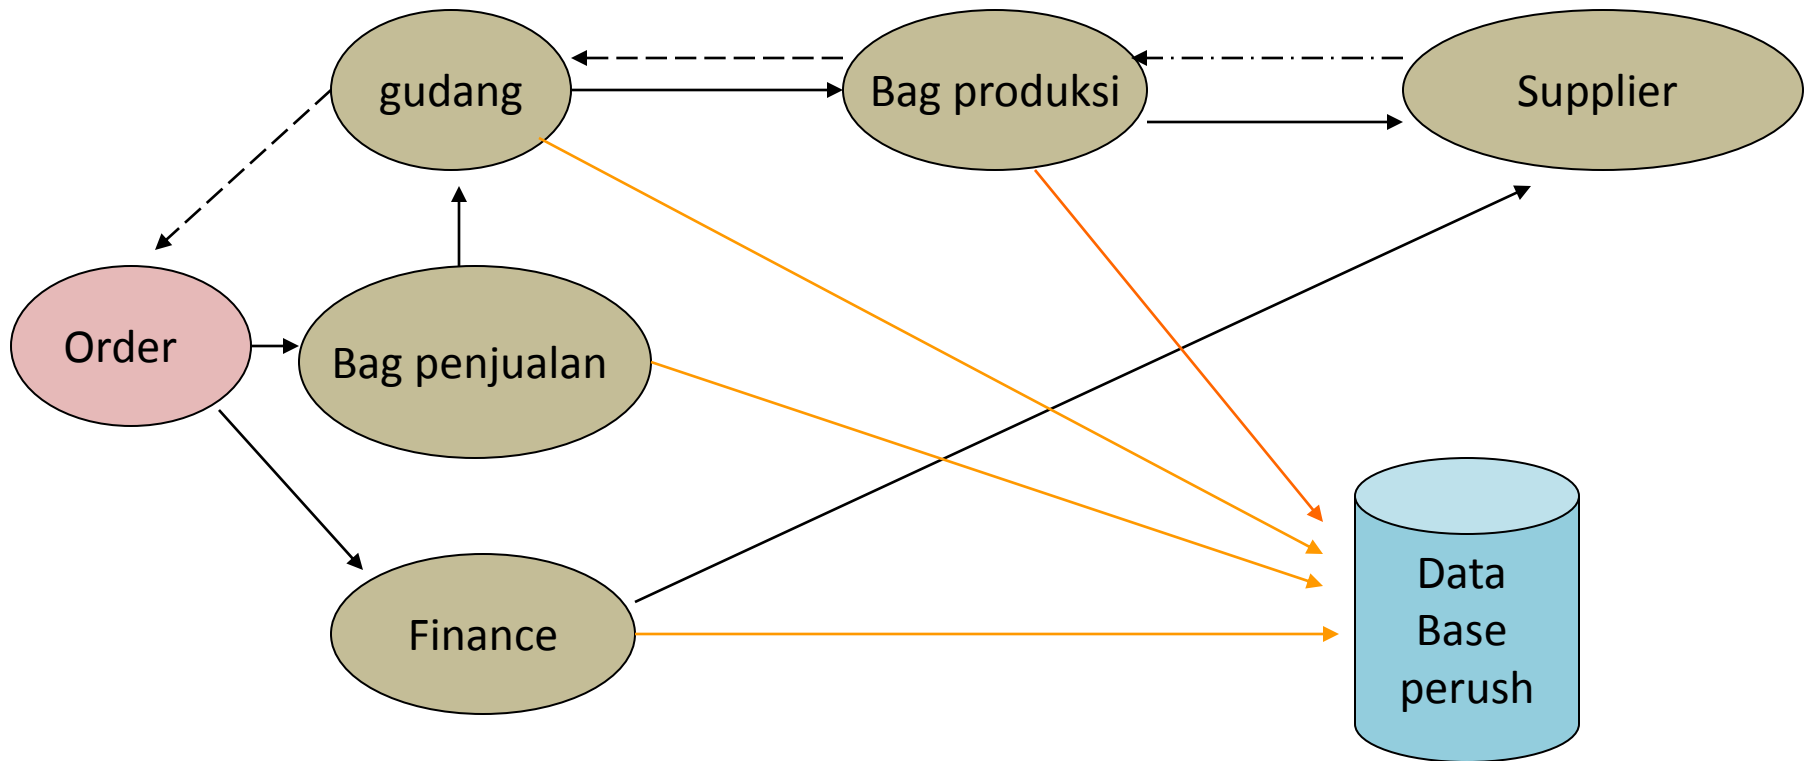 gudang
Bag produksi
Supplier
Order
Bag penjualan
Finance
Data
Base
perush